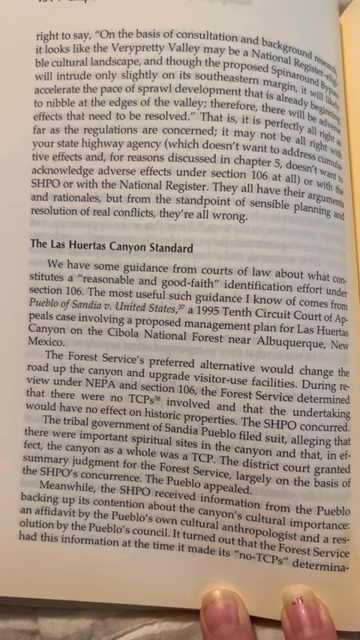 right to say, "On the basis of consultation and background research
it looks like the Verypretty Valley may be a National Register-eligi-
ble cultural landscape, and though the proposed Spinaround Bypass
will intrude only slightly on its southeastern margin, it will likely
accelerate the pace of sprawl development that is already beginning
to nibble at the edges of the valley; therefore, there will be adverse
effects that need to be resolved." That is, it is perfectly all right as
far as the regulations are concerned; it may not be all right with
your state highway agency (which doesn't want to address cumula-
tive effects and, for reasons discussed in chapter 5, doesn't want to
acknowledge adverse effects under section 106 at all) or with the
SHPO or with the National Register. They all have their arguments
and rationales, but from the standpoint of sensible planning and
resolution of real conflicts, they're all wrong.
The Las Huertas Canyon Standard
We have some guidance from courts of law about what con-
stitutes a "reasonable and good-faith" identification effort under
section 106. The most useful such guidance I know of comes from
Pueblo of Sandia v. United States,³⁷ a 1995 Tenth Circuit Court of Ap-
peals case involving a proposed management plan for Las Huertas
Canyon on the Cibola National Forest near Albuquerque, New
Mexico.
The Forest Service's preferred alternative would change the
road up the canyon and upgrade visitor-use facilities. During re-
view under NEPA and section 106, the Forest Service determined
that there were no TCPs³⁸ involved and that the undertaking
would have no effect on historic properties. The SHPO concurred.
The tribal government of Sandia Pueblo filed suit, alleging that
there were important spiritual sites in the canyon and that, in ef-
fect, the canyon as a whole was a TCP. The district court granted
summary judgment for the Forest Service, largely on the basis of
the SHPO's concurrence. The Pueblo appealed.
Meanwhile, the SHPO received information from the Pueblo
backing up its contention about the canyon's cultural importance:
an affidavit by the Pueblo's own cultural anthropologist and a res-
olution by the Pueblo's council. It turned out that the Forest Service
had this information at the time it made its "no-TCPs" determina-